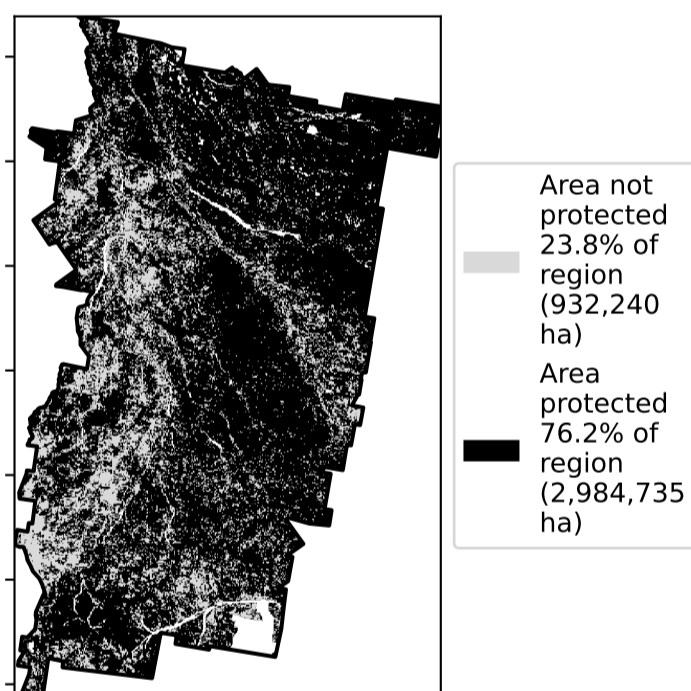 Area not
protected
23.8% of
region
(932,240
ha)
Area
protected
76.2% of
region
(2,984,735
ha)